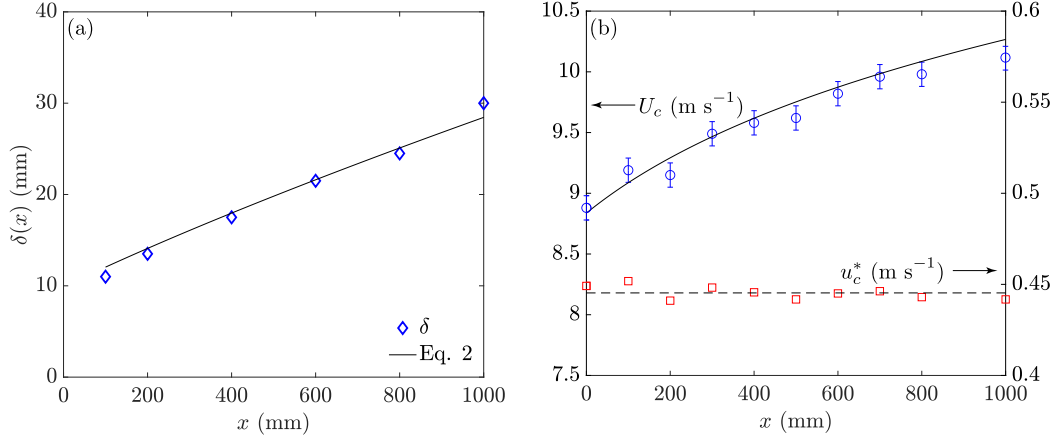 (a)
40
30
20
10
0
0 200 400 600 800 1000
δ(x) (mm)
x (mm)
δ
Eq. 2
(b)
10.5
10
9.5
9
8.5
8
7.5
0.6
0.55
0.5
0.45
0.4
U_c (m s⁻¹)
u_c^* (m s⁻¹)
0 200 400 600 800 1000
x (mm)